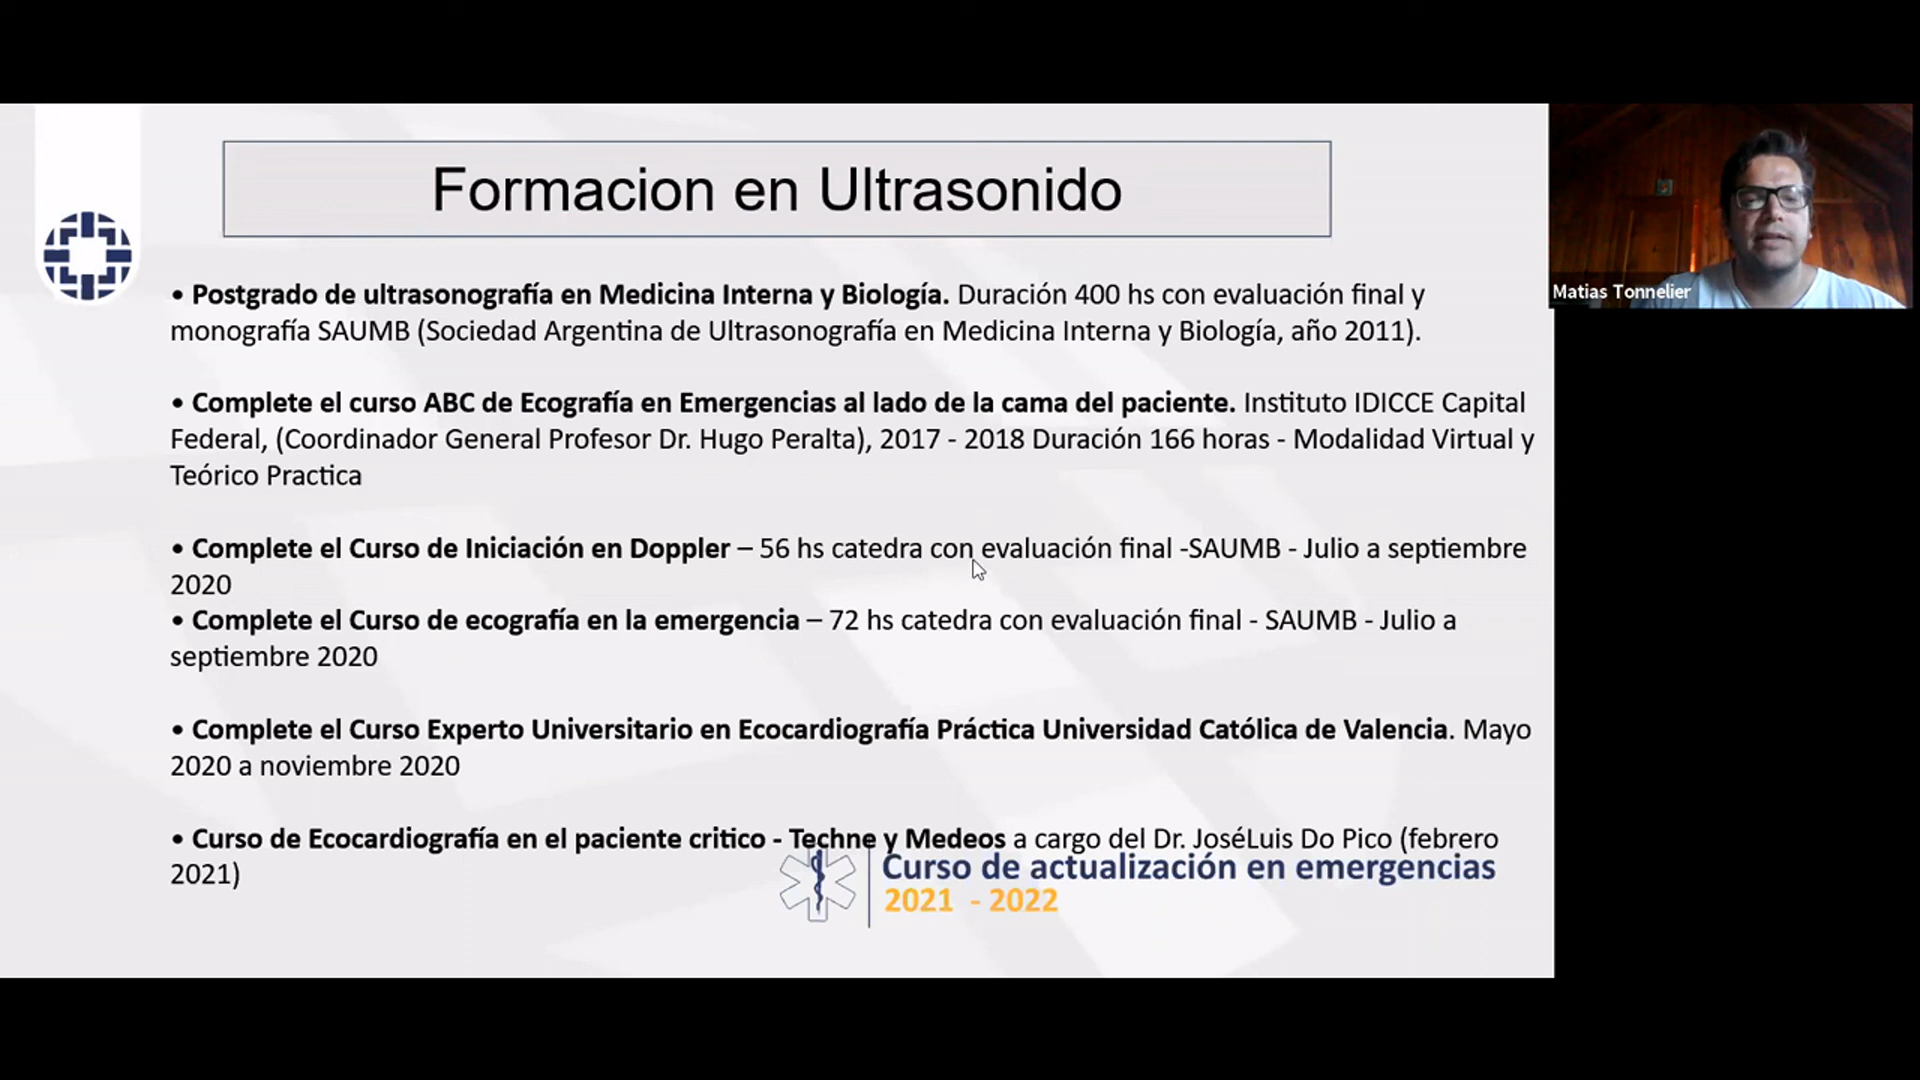 Formacion en Ultrasonido
• Postgrado de ultrasonografía en Medicina Interna y Biología. Duración 400 hs con evaluación final y
monografía SAUMB (Sociedad Argentina de Ultrasonografía en Medicina Interna y Biología, año 2011).
• Complete el curso ABC de Ecografía en Emergencias al lado de la cama del paciente. Instituto IDICCE Capital
Federal, (Coordinador General Profesor Dr. Hugo Peralta), 2017 - 2018 Duración 166 horas - Modalidad Virtual y
Teórico Practica
• Complete el Curso de Iniciación en Doppler – 56 hs catedra con evaluación final -SAUMB - Julio a septiembre
2020
• Complete el Curso de ecografía en la emergencia – 72 hs catedra con evaluación final - SAUMB - Julio a
septiembre 2020
• Complete el Curso Experto Universitario en Ecocardiografía Práctica Universidad Católica de Valencia. Mayo
2020 a noviembre 2020
• Curso de Ecocardiografía en el paciente critico - Techne y Medeos a cargo del Dr. JoséLuis Do Pico (febrero
2021)
Curso de actualización en emergencias
2021 - 2022
Matias Tonnelier